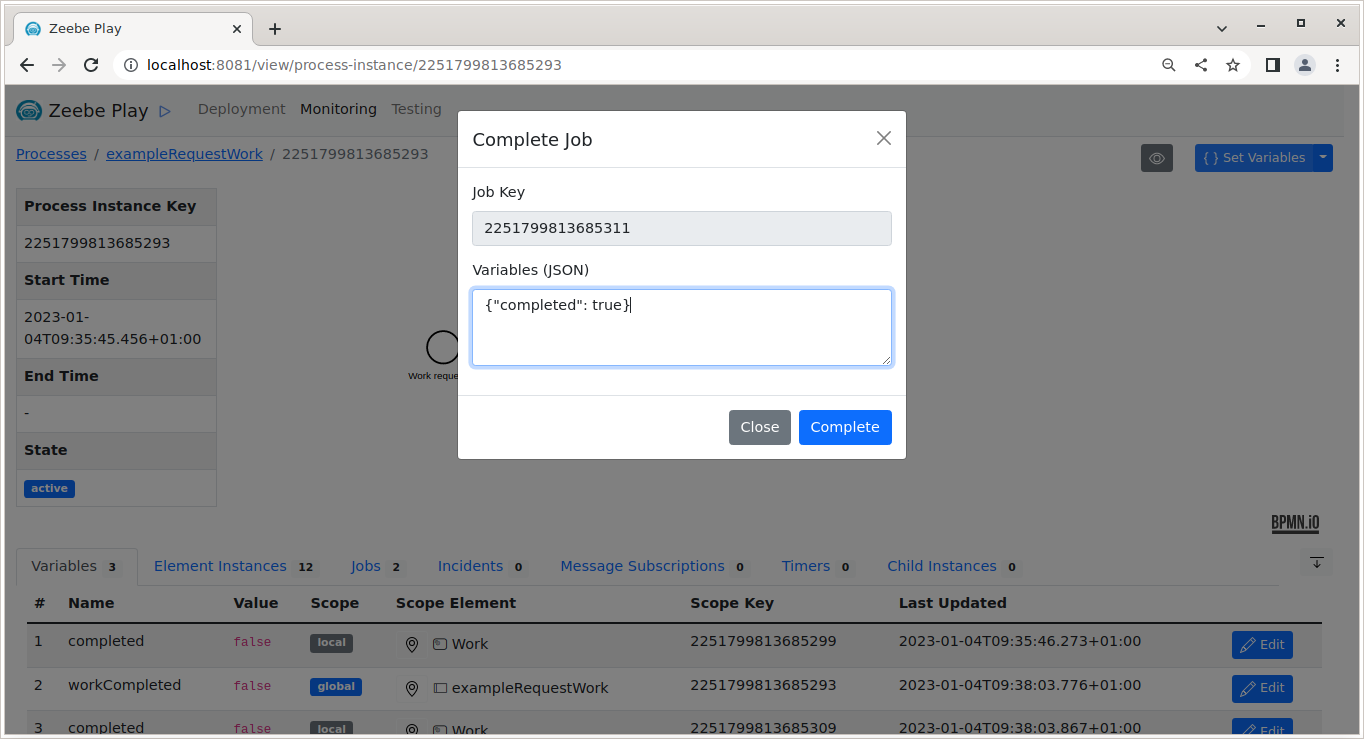 Zeebe Play
localhost:8081/view/process-instance/2251799813685293
Zeebe Play Deployment Monitoring Testing
Processes / exampleRequestWork / 2251799813685293
{ } Set Variables
Process Instance Key
2251799813685293
Start Time
2023-01-
04T09:35:45.456+01:00
End Time
-
State
active
Work reque
Complete Job
Job Key
2251799813685311
Variables (JSON)
{"completed": true}
Close Complete
BPMN.iO
Variables 3 Element Instances 12 Jobs 2 Incidents 0 Message Subscriptions 0 Timers 0 Child Instances 0
# Name Value Scope Scope Element Scope Key Last Updated
1 completed false local Work 2251799813685299 2023-01-04T09:35:46.273+01:00 Edit
2 workCompleted false global exampleRequestWork 2251799813685293 2023-01-04T09:38:03.776+01:00 Edit
3 completed false local Work 2251799813685309 2023-01-04T09:38:03.867+01:00 Edit